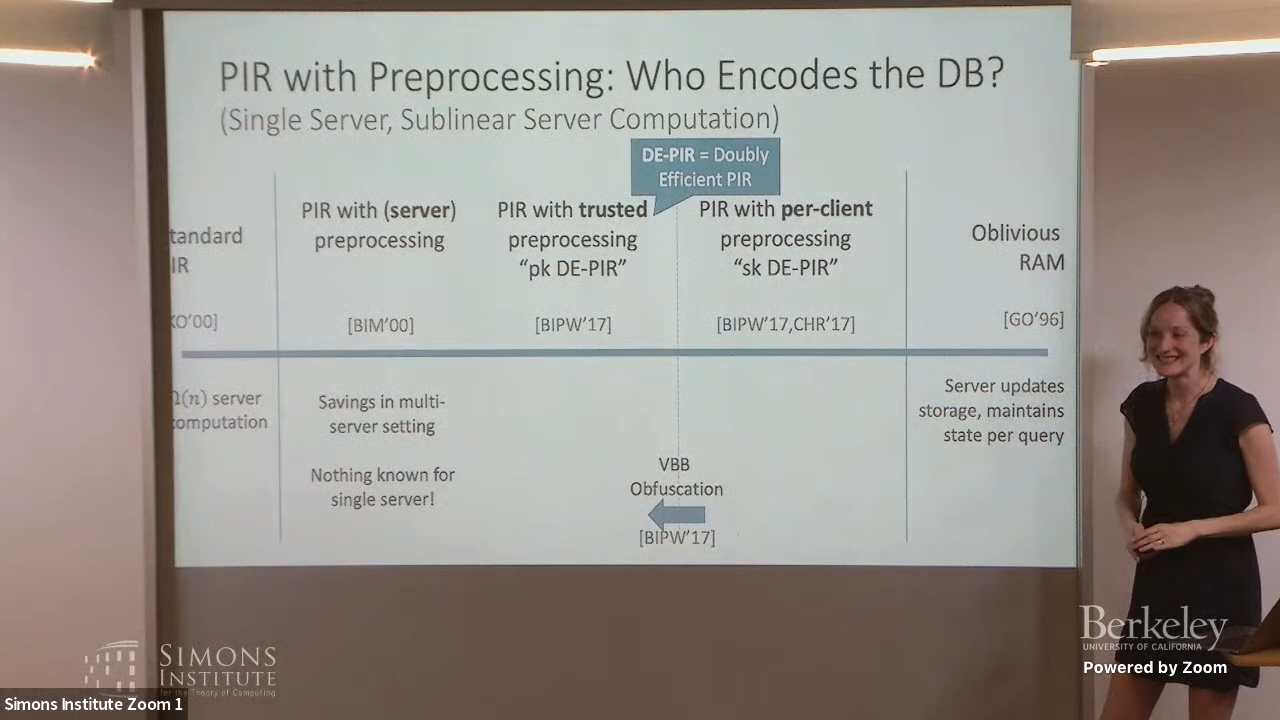 PIR with Preprocessing: Who Encodes the DB?
(Single Server, Sublinear Server Computation)
DE-PIR = Doubly
Efficient PIR
tandard
IR
KO'00]
PIR with (server)
preprocessing
[BIM'00]
PIR with trusted
preprocessing
"pk DE-PIR"
[BIPW'17]
PIR with per-client
preprocessing
"sk DE-PIR"
[BIPW'17,CHR'17]
Oblivious
RAM
[GO'96]
Ω(n) server
omputation
Savings in multi-
server setting
Nothing known for
single server!
VBB
Obfuscation
[BIPW'17]
Server updates
storage, maintains
state per query
SIMONS
INSTITUTE
for the Theory of Computing
Berkeley
UNIVERSITY OF CALIFORNIA
Powered by Zoom
Simons Institute Zoom 1